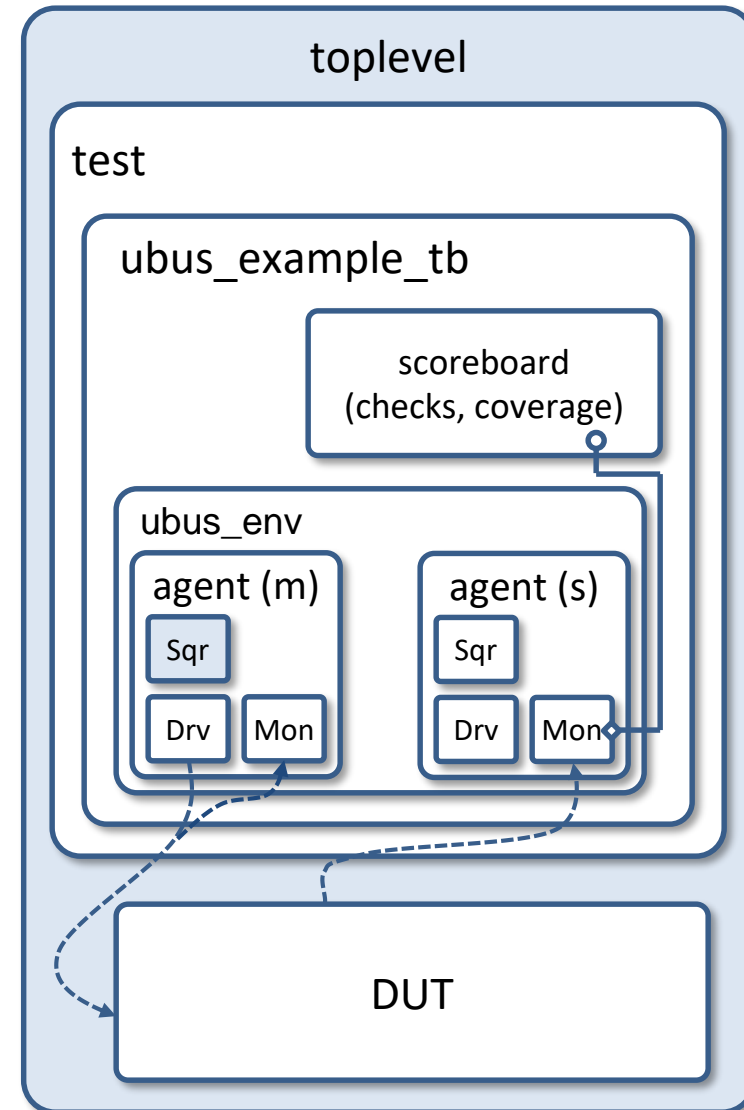 toplevel
test
ubus_example_tb
scoreboard
(checks, coverage)
ubus_env
agent (m)
Sqr
Drv
Mon
agent (s)
Sqr
Drv
Mon
DUT